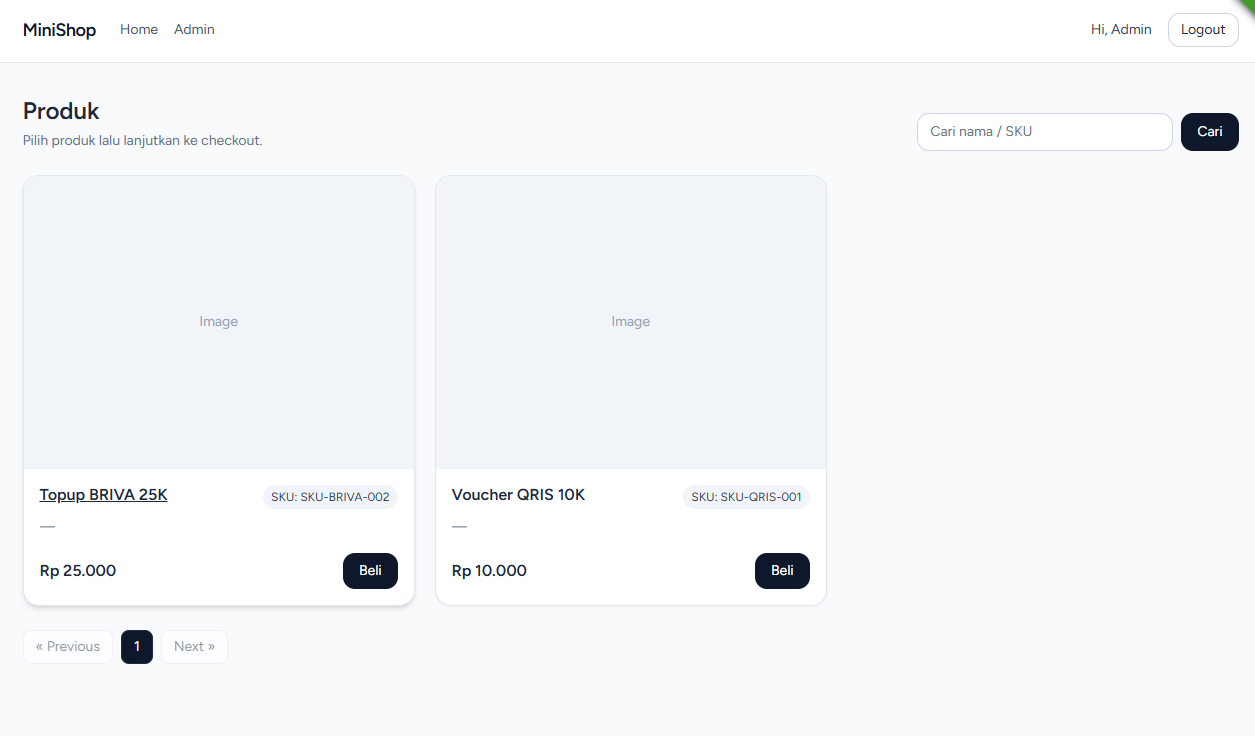 MiniShop Home Admin Hi, Admin Logout
Produk
Pilih produk lalu lanjutkan ke checkout.
Cari nama / SKU Cari
Image
Topup BRIVA 25K SKU: SKU-BRIVA-002
—
Rp 25.000 Beli
Image
Voucher QRIS 10K SKU: SKU-QRIS-001
—
Rp 10.000 Beli
« Previous 1 Next »